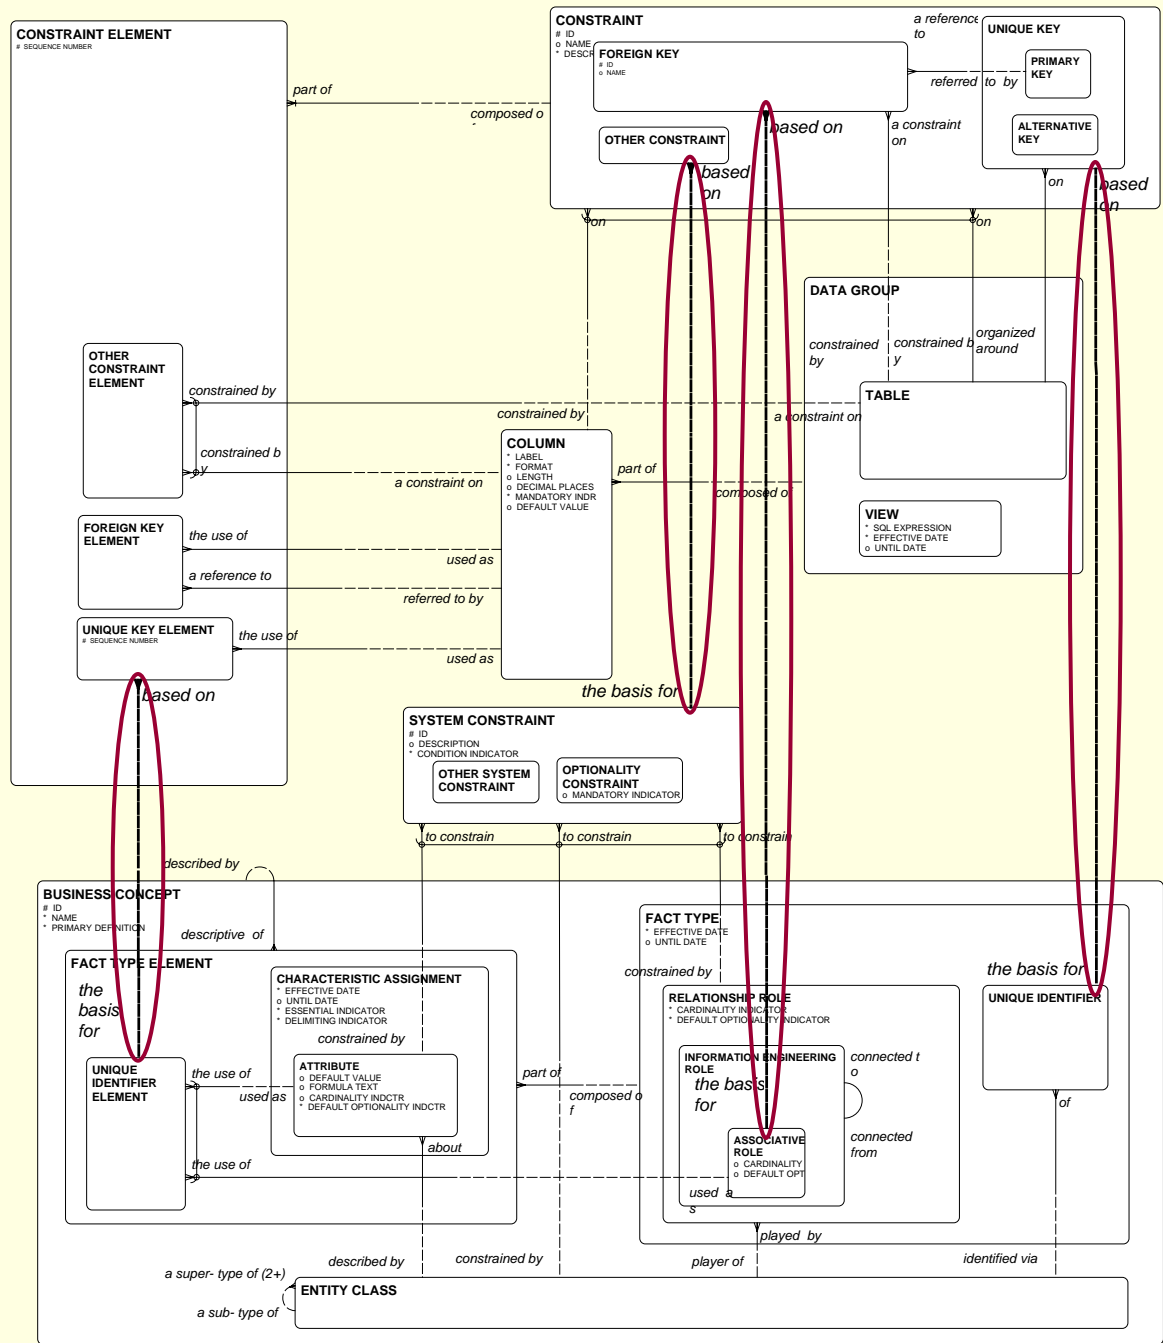 CONSTRAINT ELEMENT
# SEQUENCE NUMBER
CONSTRAINT
# ID
o NAME
* DESCR
FOREIGN KEY
# ID
o NAME
a reference
to
UNIQUE KEY
PRIMARY
KEY
referred to by
ALTERNATIVE
KEY
part of
composed o
f
OTHER CONSTRAINT
based on
a constraint
on
based
on
on
based
on
on
on
DATA GROUP
constrained
by
constrained b
y
organized
around
OTHER
CONSTRAINT
ELEMENT
constrained by
TABLE
constrained by
a constraint on
constrained b
y
a constraint on
COLUMN
* LABEL
* FORMAT
o LENGTH
o DECIMAL PLACES
* MANDATORY INDR
o DEFAULT VALUE
part of
composed of
VIEW
* SQL EXPRESSION
* EFFECTIVE DATE
o UNTIL DATE
FOREIGN KEY
ELEMENT
the use of
used as
a reference to
referred to by
UNIQUE KEY ELEMENT
# SEQUENCE NUMBER
the use of
used as
based on
the basis for
SYSTEM CONSTRAINT
# ID
o DESCRIPTION
* CONDITION INDICATOR
OTHER SYSTEM
CONSTRAINT
OPTIONALITY
CONSTRAINT
o MANDATORY INDICATOR
to constrain
to constrain
to constrain
described by
BUSINESS CONCEPT
# ID
* NAME
* PRIMARY DEFINITION
descriptive of
FACT TYPE
* EFFECTIVE DATE
o UNTIL DATE
FACT TYPE ELEMENT
the
basis
for
CHARACTERISTIC ASSIGNMENT
* EFFECTIVE DATE
o UNTIL DATE
* ESSENTIAL INDICATOR
* DELIMITING INDICATOR
constrained by
constrained by
the basis for
RELATIONSHIP ROLE
* CARDINALITY INDICATOR
* DEFAULT OPTIONALITY INDICATOR
UNIQUE IDENTIFIER
UNIQUE
IDENTIFIER
ELEMENT
the use of
used as
ATTRIBUTE
o DEFAULT VALUE
o FORMULA TEXT
o CARDINALITY INDCTR
* DEFAULT OPTIONALITY INDCTR
part of
composed o
f
INFORMATION ENGINEERING
ROLE
the basis
for
connected t
o
connected
from
of
about
ASSOCIATIVE
ROLE
o CARDINALITY
o DEFAULT OPT
the use of
used a
s
played by
described by
constrained by
player of
identified via
a super- type of (2+)
a sub- type of
ENTITY CLASS